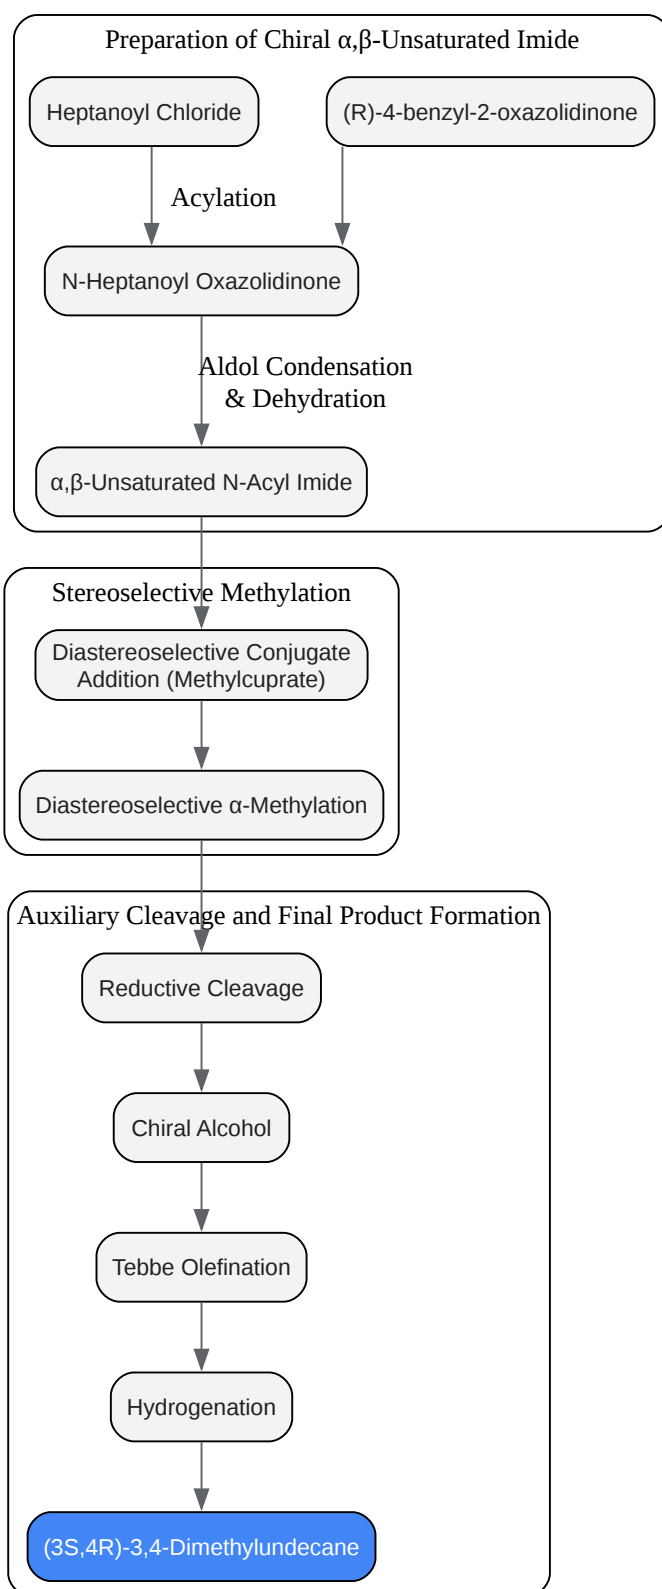 Preparation of Chiral α,β-Unsaturated Imide
Heptanoyl Chloride
(R)-4-benzyl-2-oxazolidinone
Acylation
N-Heptanoyl Oxazolidinone
Aldol Condensation
& Dehydration
α,β-Unsaturated N-Acyl Imide
Stereoselective Methylation
Diastereoselective Conjugate
Addition (Methylcuprate)
Diastereoselective α-Methylation
Auxiliary Cleavage and Final Product Formation
Reductive Cleavage
Chiral Alcohol
Tebbe Olefination
Hydrogenation
(3S,4R)-3,4-Dimethylundecane